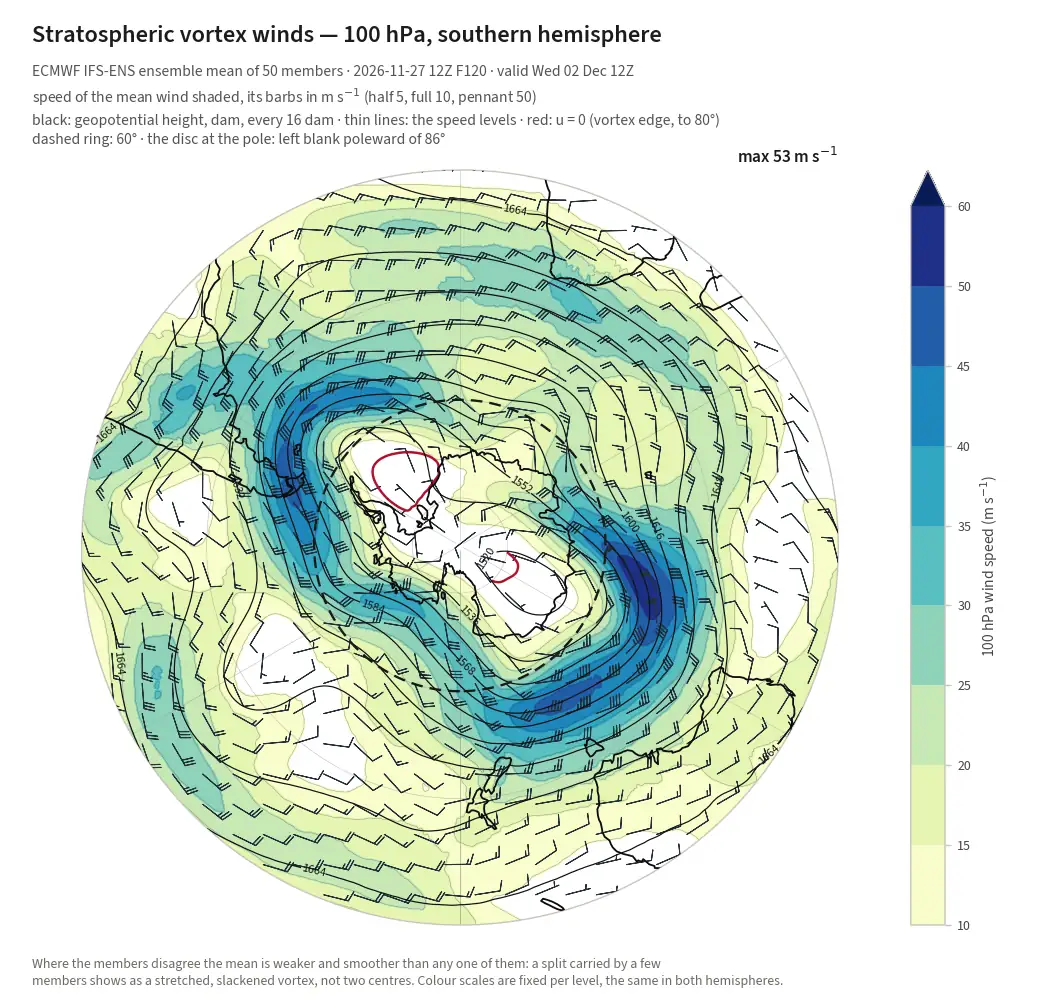 Stratospheric vortex winds — 100 hPa, southern hemisphere
ECMWF IFS-ENS ensemble mean of 50 members · 2026-11-27 12Z F120 · valid Wed 02 Dec 12Z
speed of the mean wind shaded, its barbs in m s⁻¹ (half 5, full 10, pennant 50)
black: geopotential height, dam, every 16 dam · thin lines: the speed levels · red: u = 0 (vortex edge, to 80°)
dashed ring: 60° · the disc at the pole: left blank poleward of 86°
max 53 m s⁻¹
1664
60
50
45
40
35
30
25
20
15
10
100 hPa wind speed (m s⁻¹)
1664
1552
1600
1584
1568
1664
1664
1664
Where the members disagree the mean is weaker and smoother than any one of them: a split carried by a few
members shows as a stretched, slackened vortex, not two centres. Colour scales are fixed per level, the same in both hemispheres.